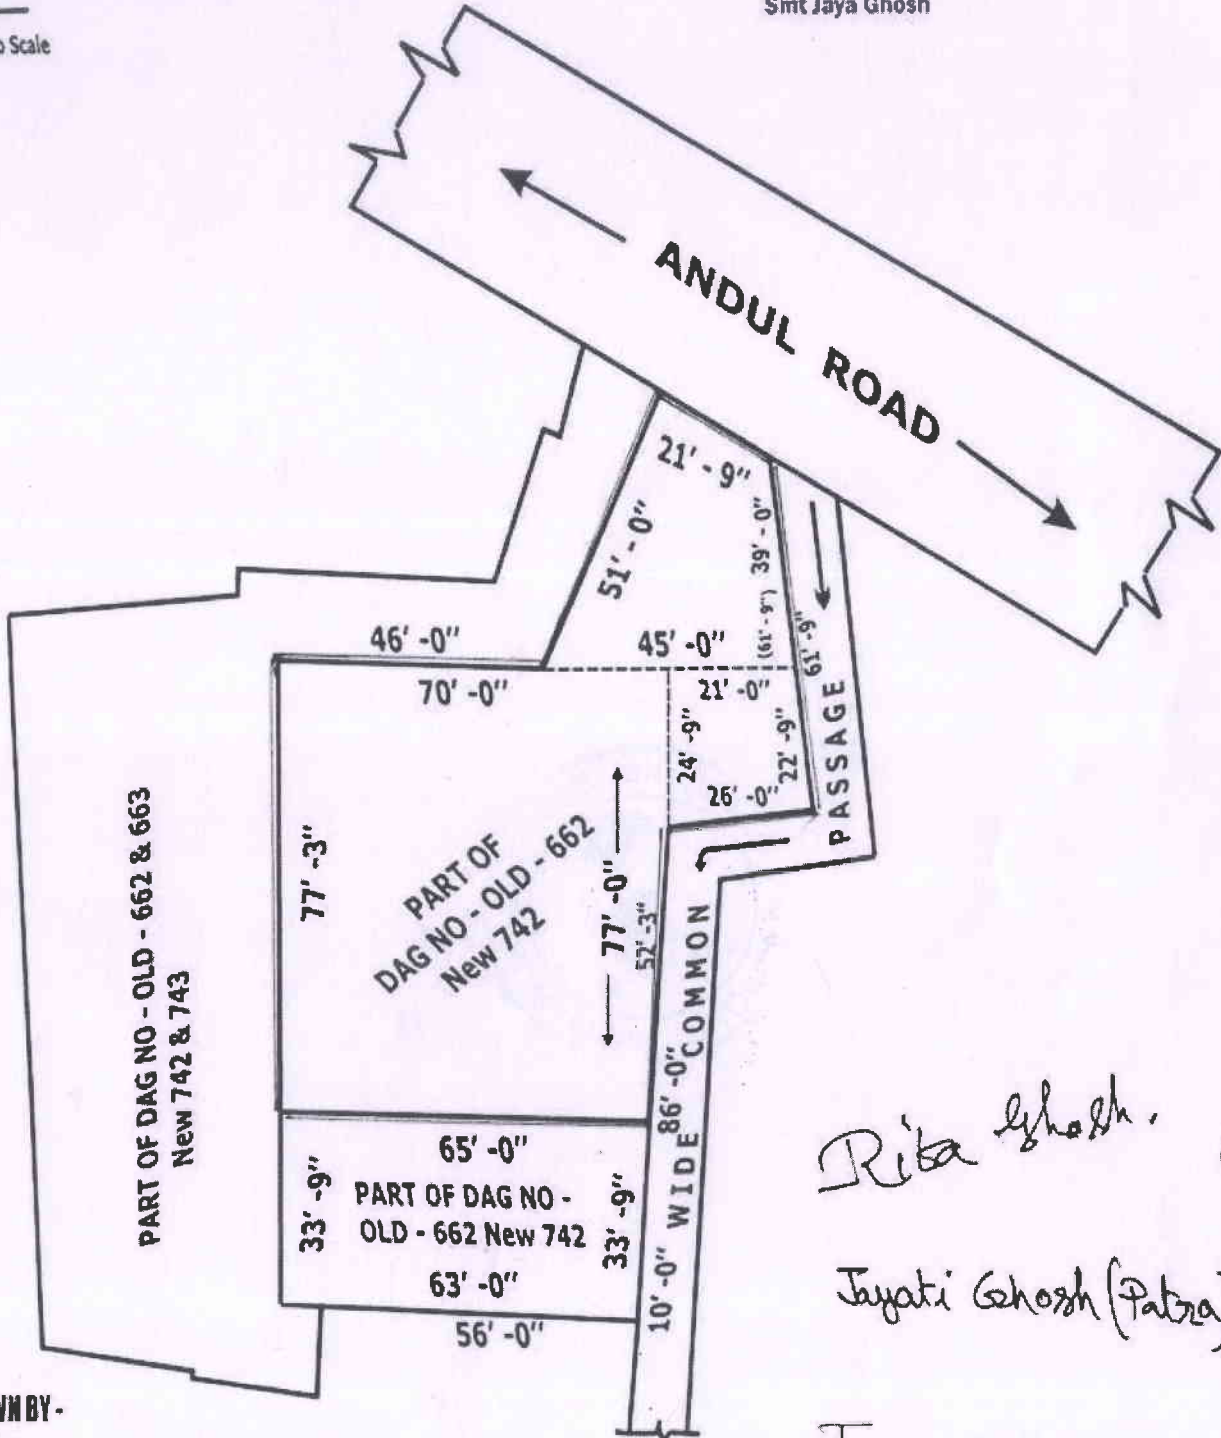 Smt Jaya Ghosh
Scale
ANDUL ROAD
21' - 9"
51' - 0"
(61' - 9") 39' - 0"
61' -9"
46' -0"
45' -0"
70' -0"
21' -0"
24' -9"
22' -9"
26' -0"
PASSAGE
77' -3"
PART OF
DAG NO - OLD - 662
New 742
77' -0"
52' -3"
PART OF DAG NO - OLD - 662 & 663
New 742 & 743
10' -0" WIDE COMMON
86' -0"
65' -0"
33' -9"
PART OF DAG NO -
OLD - 662 New 742
33' -9"
63' -0"
56' -0"
Rita Ghosh.
Jayati Ghosh (Patra)
BY-